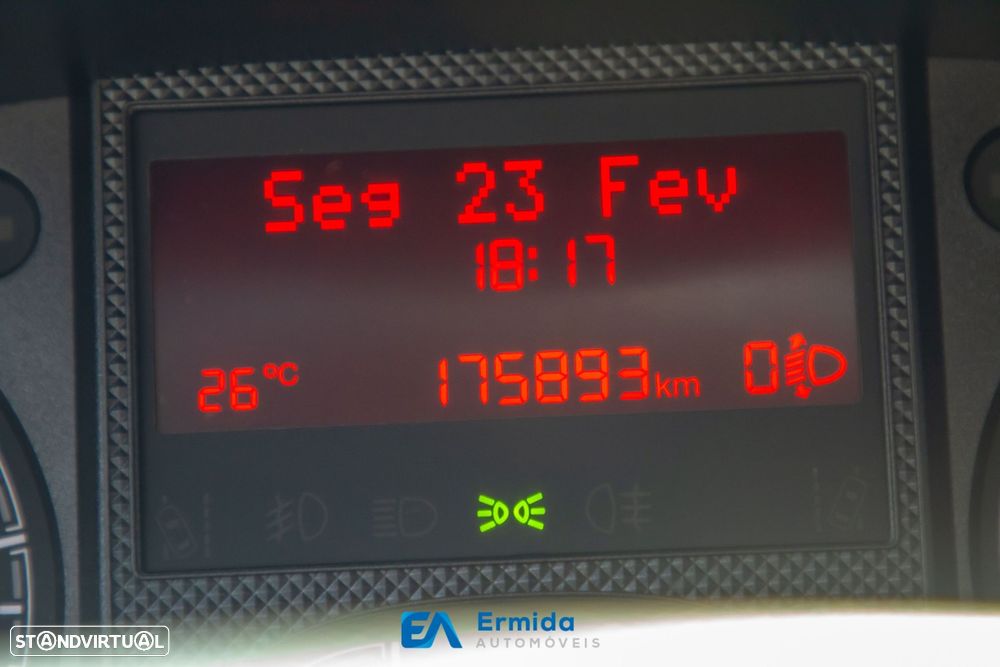 Seg 23 Fev
18:17
26°C 175893km 0
EA Ermida
AUTOMÓVEIS
STANDVIRTUAL